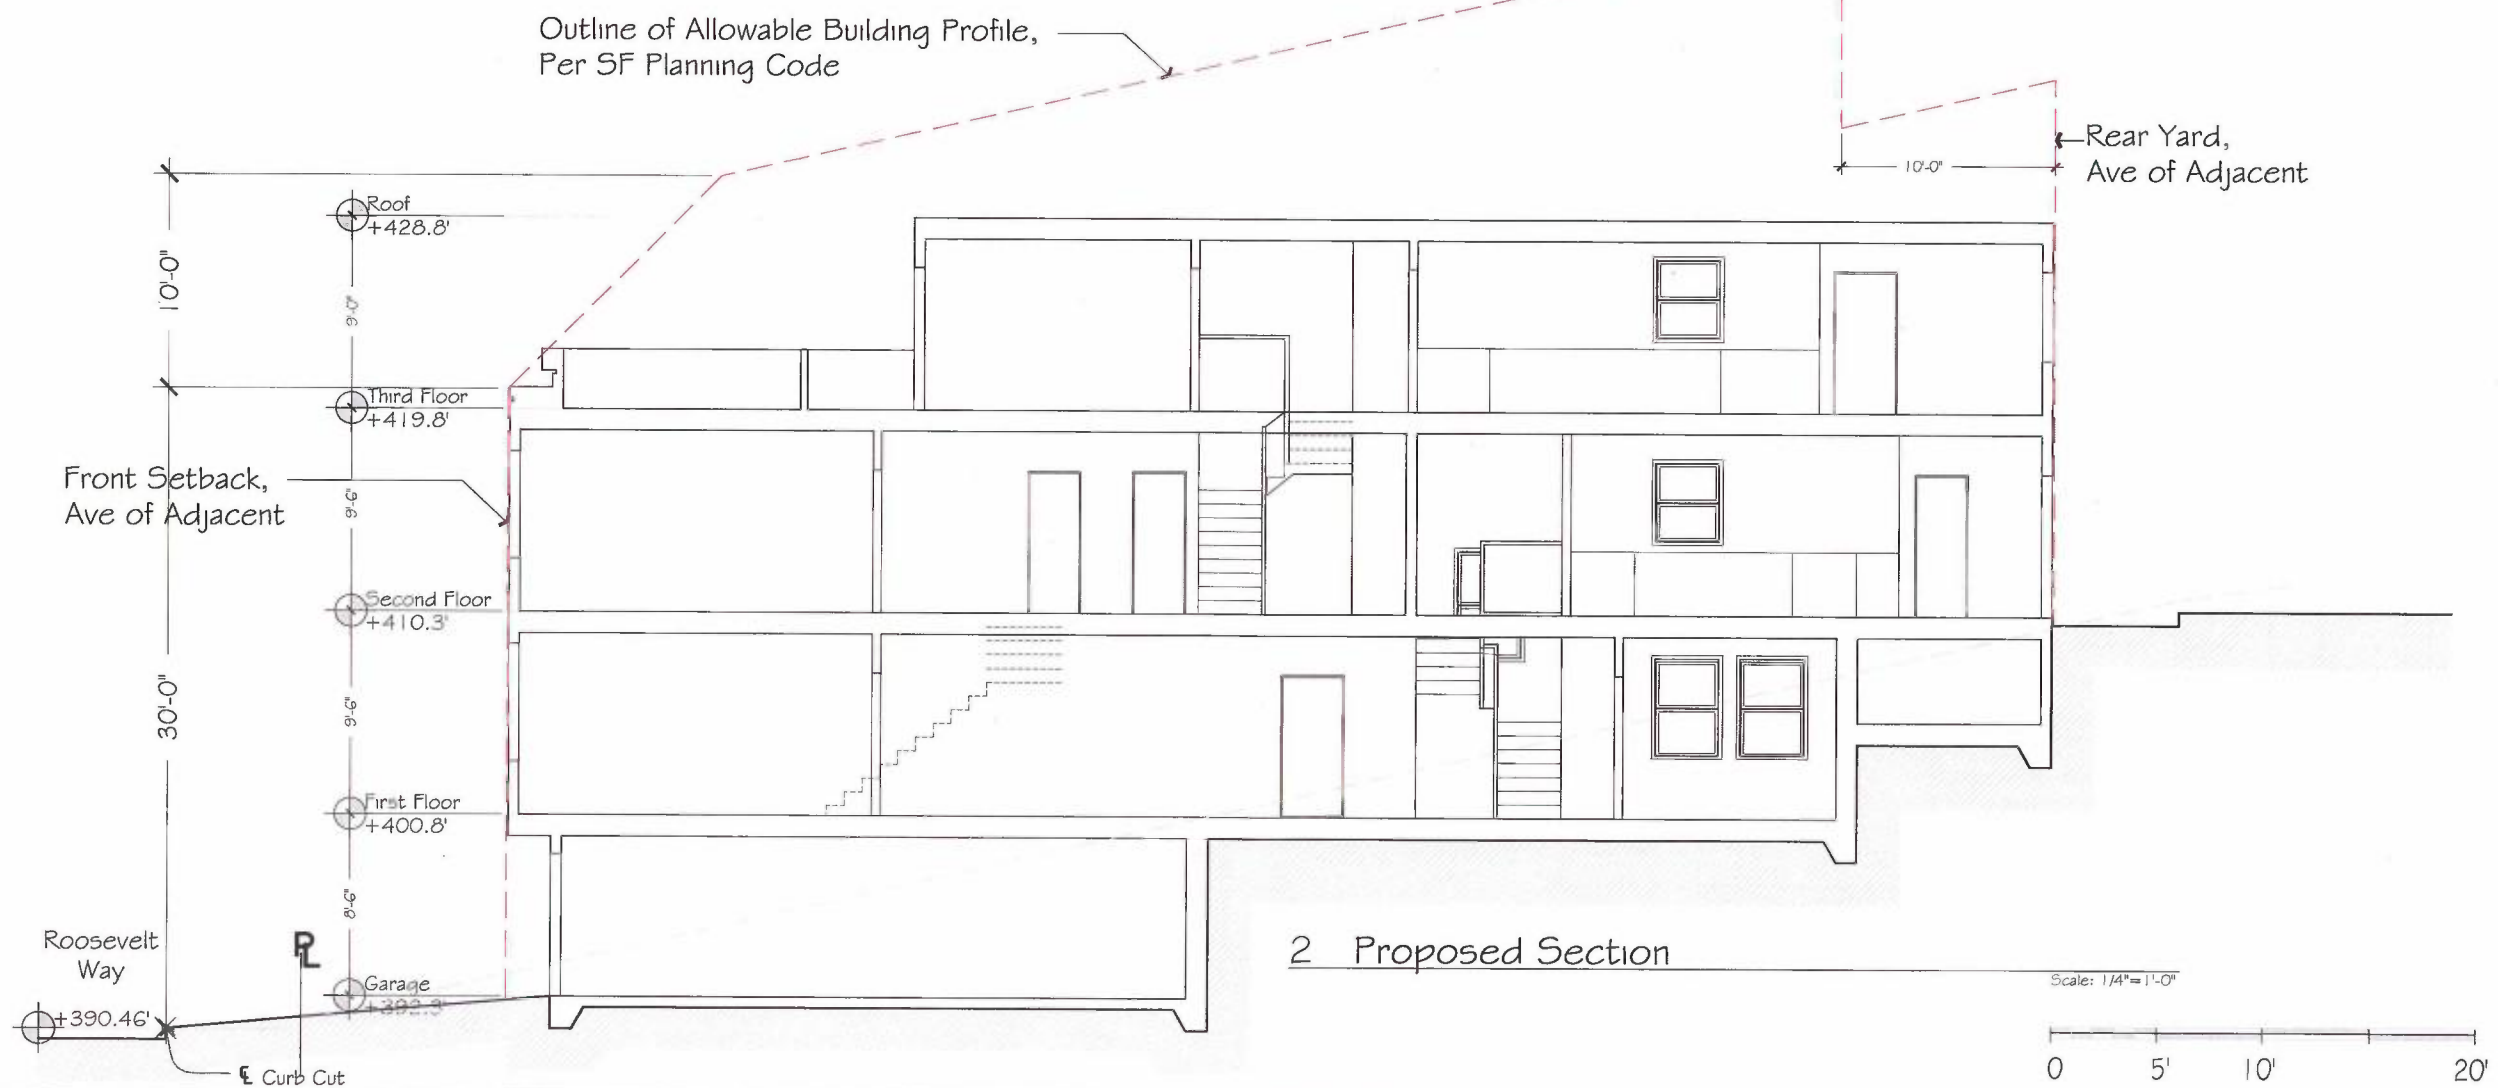 Outline of Allowable Building Profile,
Per SF Planning Code
Rear Yard,
Ave of Adjacent
10'-0"
Roof
+428.8'
10'-0"
9'-0"
Third Floor
+419.8'
Front Setback,
Ave of Adjacent
9'-6"
Second Floor
+410.3'
30'-0"
9'-6"
First Floor
+400.8'
8'-6"
Roosevelt
Way
PL
Garage
+392.3'
+390.46'
CL Curb Cut
2 Proposed Section
Scale: 1/4"=1'-0"
0 5' 10' 20'